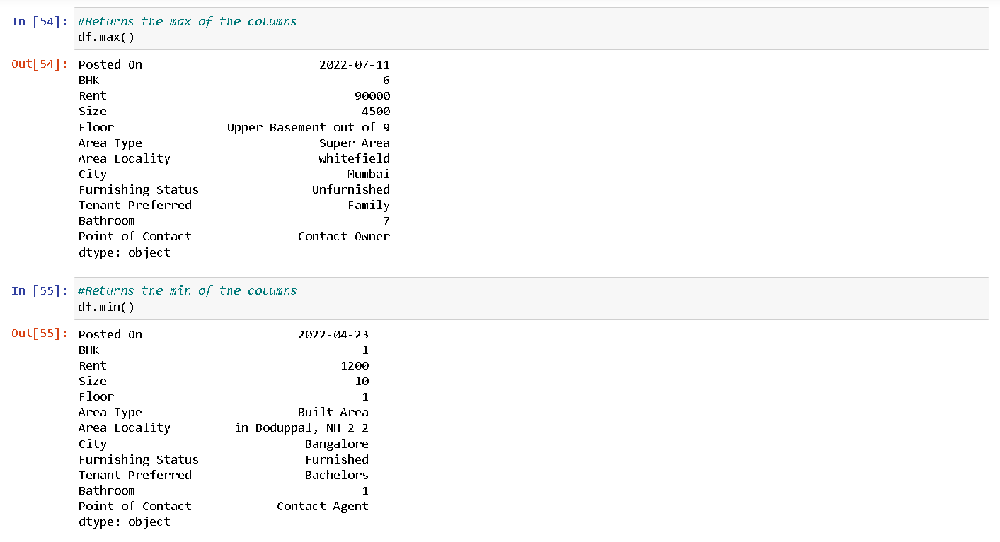 In [54]: #Returns the max of the columns
df.max()
Out[54]: Posted On 2022-07-11
BHK 6
Rent 90000
Size 4500
Floor Upper Basement out of 9
Area Type Super Area
Area Locality whitefield
City Mumbai
Furnishing Status Unfurnished
Tenant Preferred Family
Bathroom 7
Point of Contact Contact Owner
dtype: object
In [55]: #Returns the min of the columns
df.min()
Out[55]: Posted On 2022-04-23
BHK 1
Rent 1200
Size 10
Floor 1
Area Type Built Area
Area Locality in Boduppal, NH 2 2
City Bangalore
Furnishing Status Furnished
Tenant Preferred Bachelors
Bathroom 1
Point of Contact Contact Agent
dtype: object